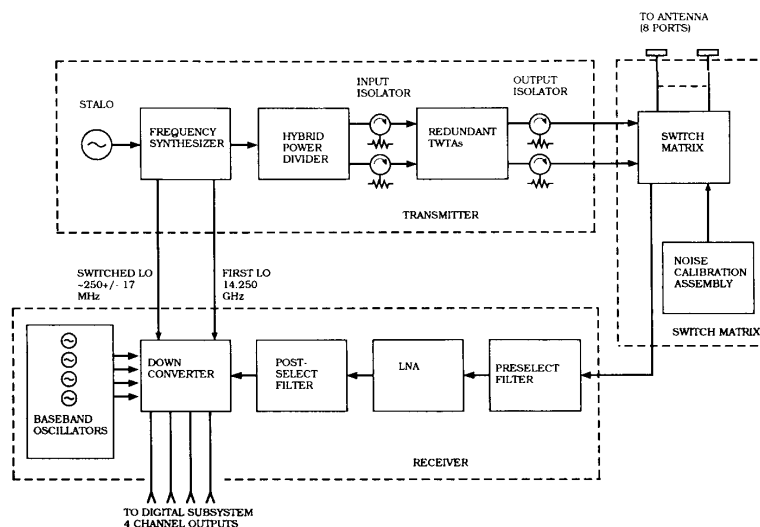 TO ANTENNA
(8 PORTS)
INPUT
ISOLATOR
OUTPUT
ISOLATOR
STALO
FREQUENCY
SYNTHESIZER
HYBRID
POWER
DIVIDER
REDUNDANT
TWTAs
SWITCH
MATRIX
TRANSMITTER
SWITCHED LO
~250+/- 17
MHz
FIRST LO
14.250
GHz
NOISE
CALIBRATION
ASSEMBLY
SWITCH MATRIX
BASEBAND
OSCILLATORS
DOWN
CONVERTER
POST-
SELECT
FILTER
LNA
PRESELECT
FILTER
RECEIVER
TO DIGITAL SUBSYSTEM
4 CHANNEL OUTPUTS